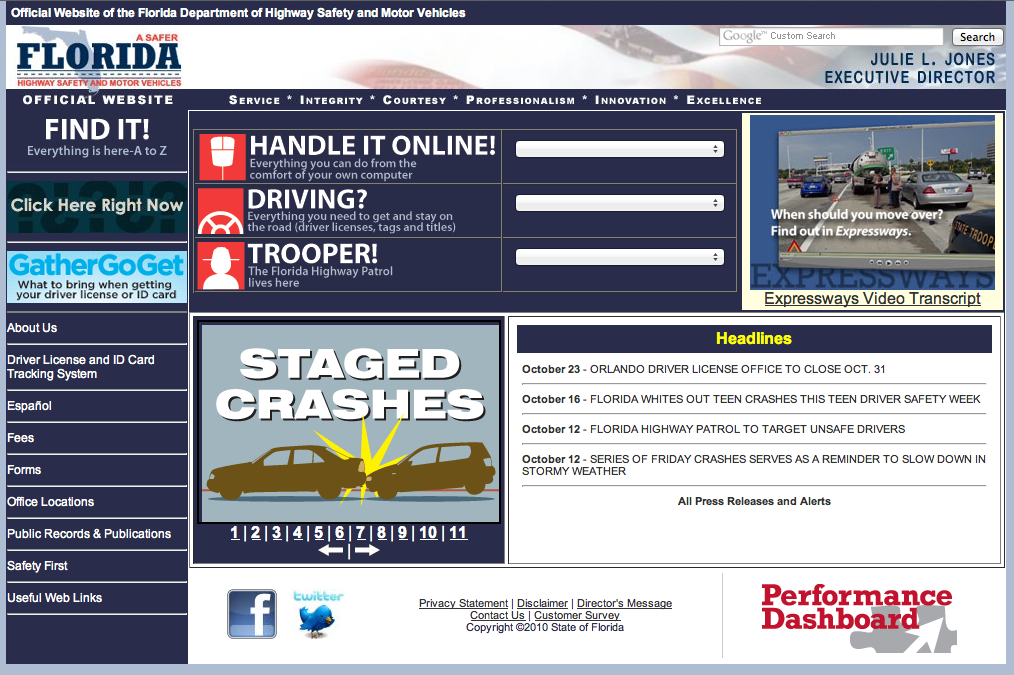 Official Website of the Florida Department of Highway Safety and Motor Vehicles
A SAFER
FLORIDA
HIGHWAY SAFETY AND MOTOR VEHICLES
OFFICIAL WEBSITE
Google™ Custom Search
Search
JULIE L. JONES
EXECUTIVE DIRECTOR
SERVICE * INTEGRITY * COURTESY * PROFESSIONALISM * INNOVATION * EXCELLENCE
FIND IT!
Everything is here-A to Z
Click Here Right Now
GatherGoGet
What to bring when getting
your driver license or ID card
About Us
Driver License and ID Card
Tracking System
Español
Fees
Forms
Office Locations
Public Records & Publications
Safety First
Useful Web Links
HANDLE IT ONLINE!
Everything you can do from the
comfort of your own computer
DRIVING?
Everything you need to get and stay on
the road (driver licenses, tags and titles)
TROOPER!
The Florida Highway Patrol
lives here
When should you move over?
Find out in Expressways.
STATE TROOPER
EXPRESSWAYS
Expressways Video Transcript
STAGED
CRASHES
1 | 2 | 3 | 4 | 5 | 6 | 7 | 8 | 9 | 10 | 11
|
Headlines
October 23 - ORLANDO DRIVER LICENSE OFFICE TO CLOSE OCT. 31
October 16 - FLORIDA WHITES OUT TEEN CRASHES THIS TEEN DRIVER SAFETY WEEK
October 12 - FLORIDA HIGHWAY PATROL TO TARGET UNSAFE DRIVERS
October 12 - SERIES OF FRIDAY CRASHES SERVES AS A REMINDER TO SLOW DOWN IN
STORMY WEATHER
All Press Releases and Alerts
f
twitter
Privacy Statement | Disclaimer | Director's Message
Contact Us | Customer Survey
Copyright ©2010 State of Florida
Performance
Dashboard